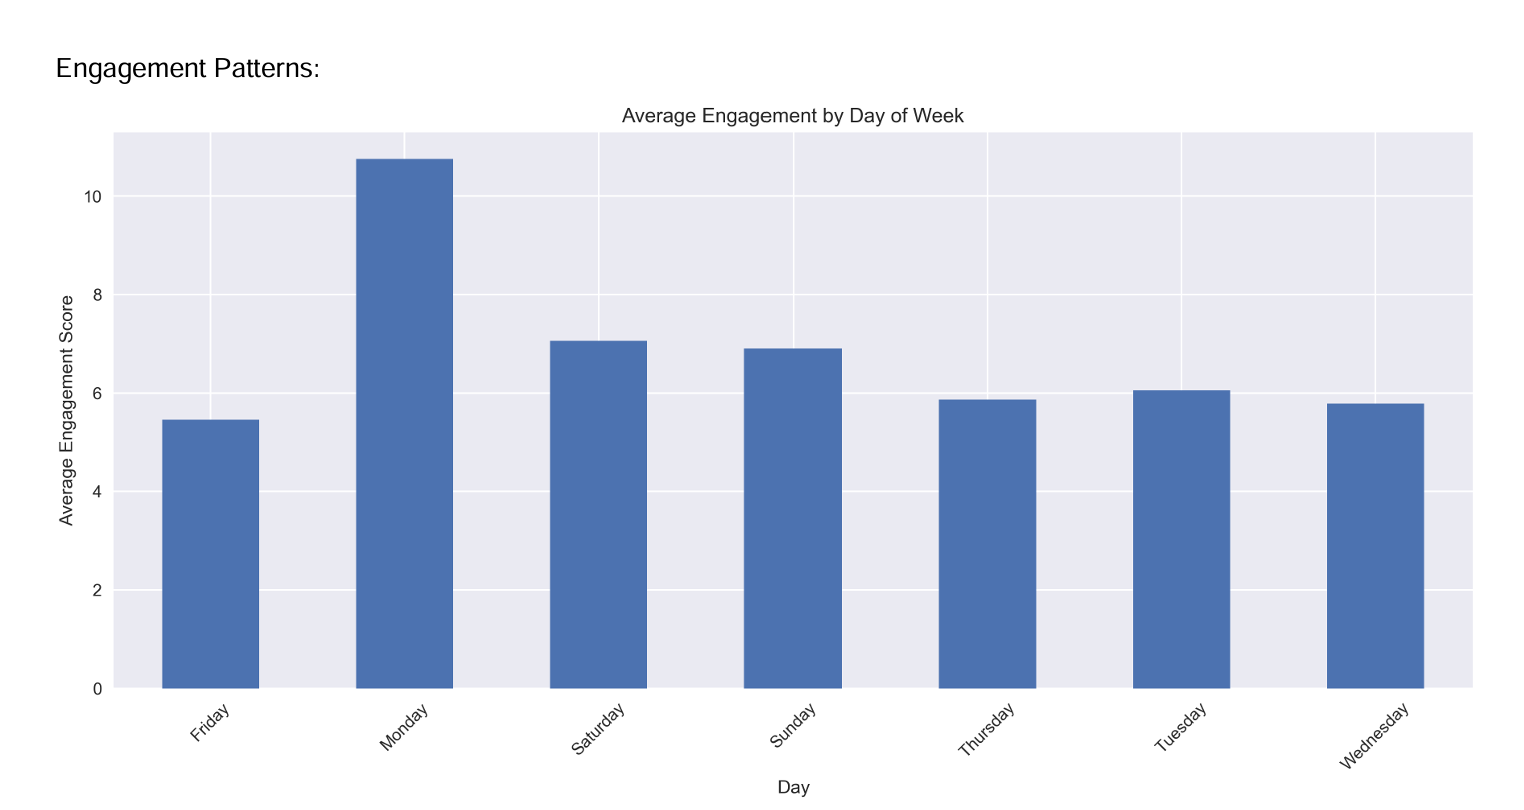 Engagement Patterns:
Average Engagement by Day of Week
Average Engagement Score
10
8
6
4
2
0
Friday
Monday
Saturday
Sunday
Thursday
Tuesday
Wednesday
Day